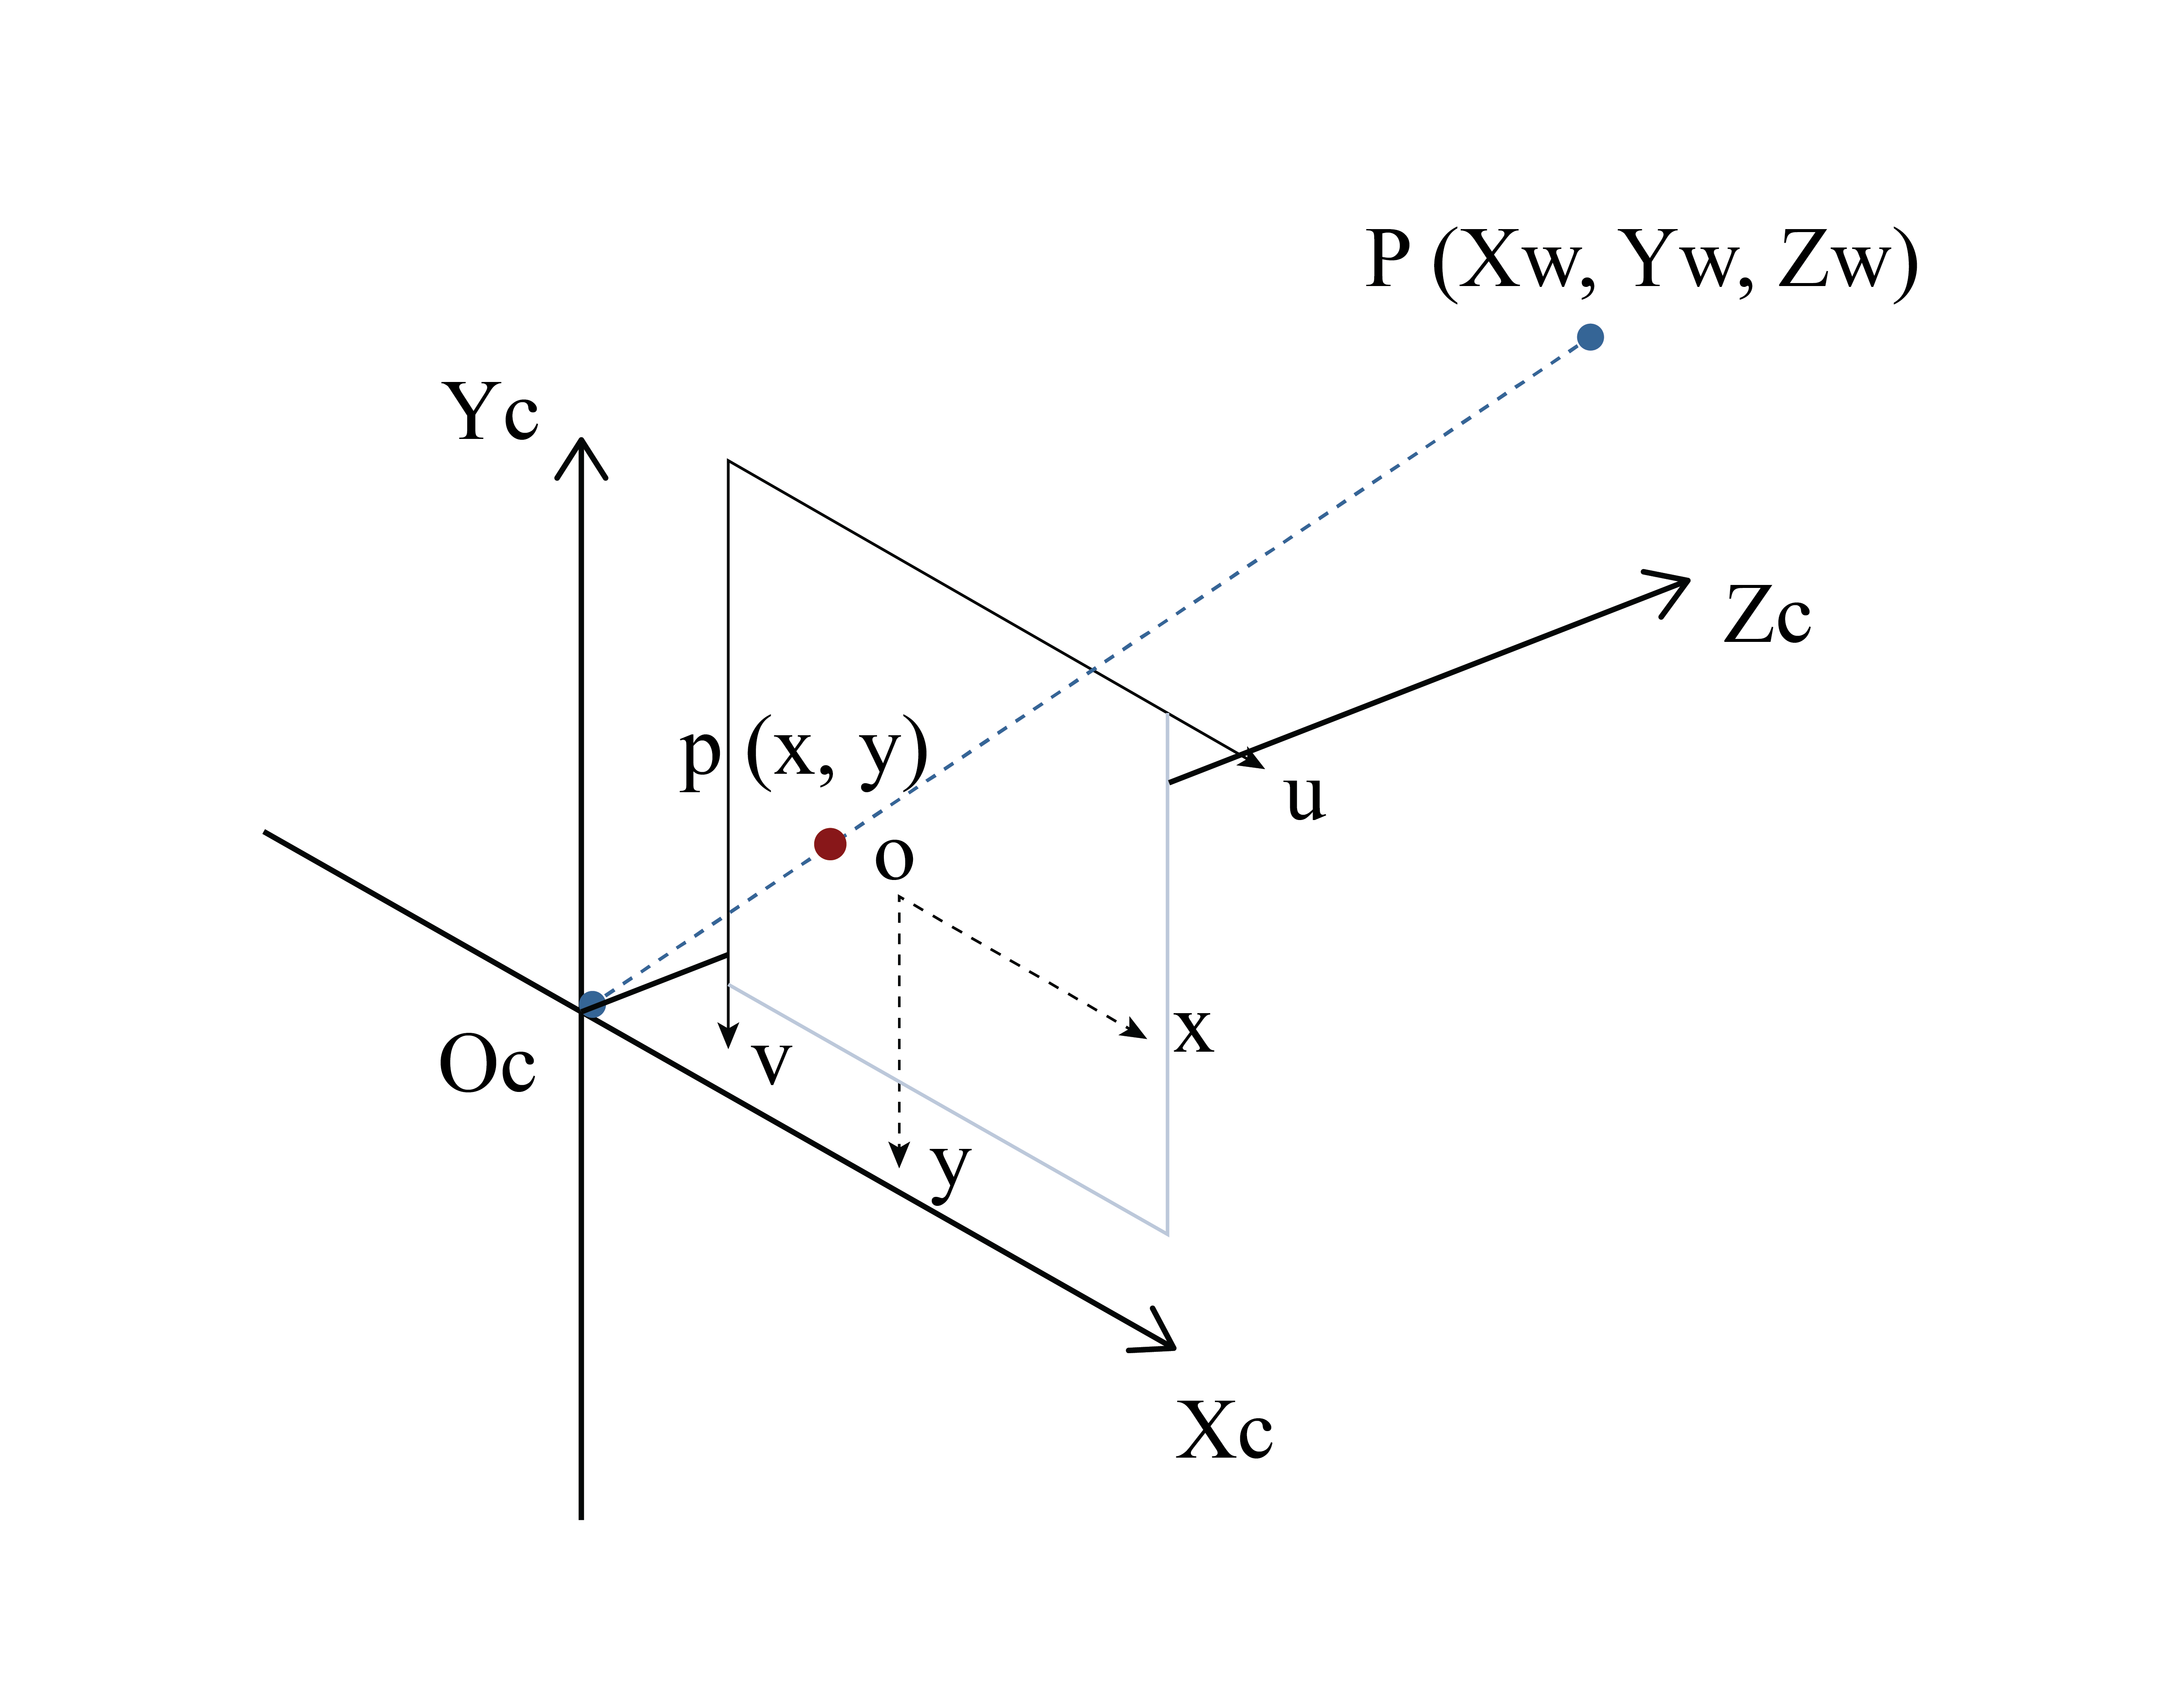 P (Xw, Yw, Zw)
Yc
Zc
p (x, y)
u
o
x
Oc
v
y
Xc